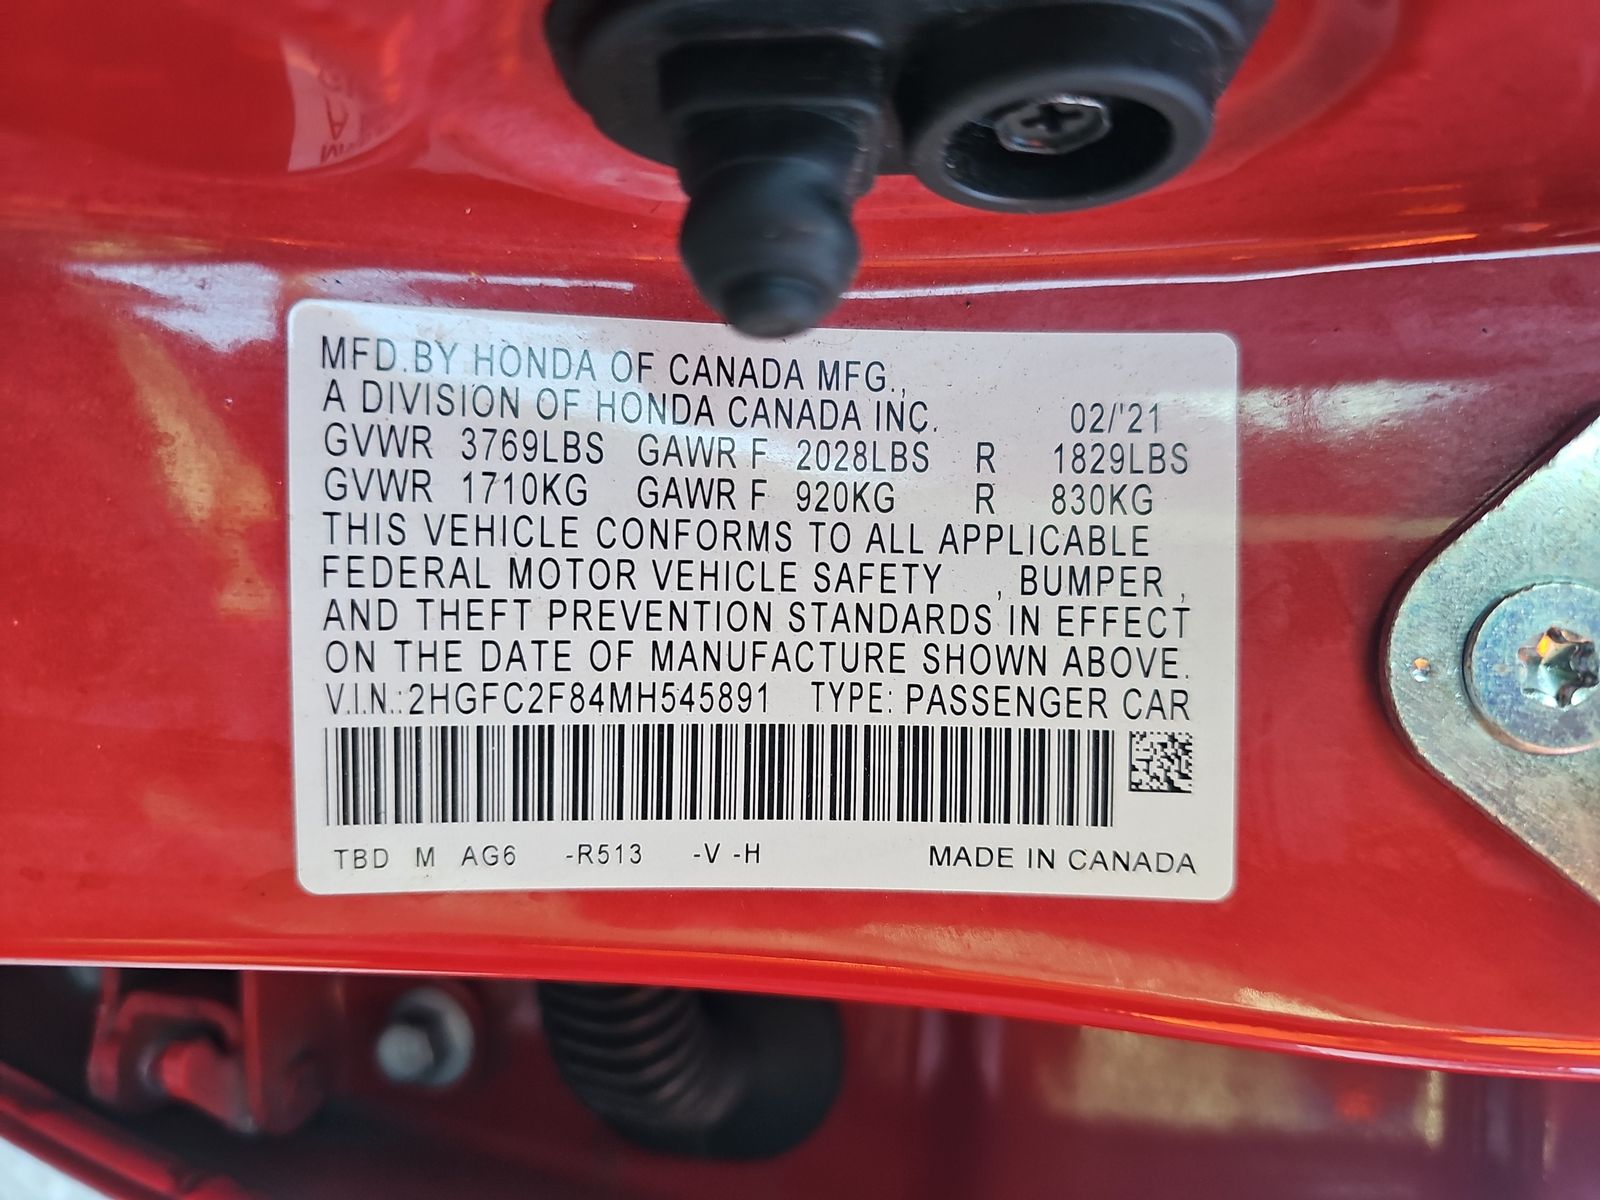 MFD.BY HONDA OF CANADA MFG.,
A DIVISION OF HONDA CANADA INC. 02/'21
GVWR 3769LBS GAWR F 2028LBS R 1829LBS
GVWR 1710KG GAWR F 920KG R 830KG
THIS VEHICLE CONFORMS TO ALL APPLICABLE
FEDERAL MOTOR VEHICLE SAFETY , BUMPER ,
AND THEFT PREVENTION STANDARDS IN EFFECT
ON THE DATE OF MANUFACTURE SHOWN ABOVE.
V.I.N.:2HGFC2F84MH545891 TYPE: PASSENGER CAR
TBD M AG6 -R513 -V -H MADE IN CANADA